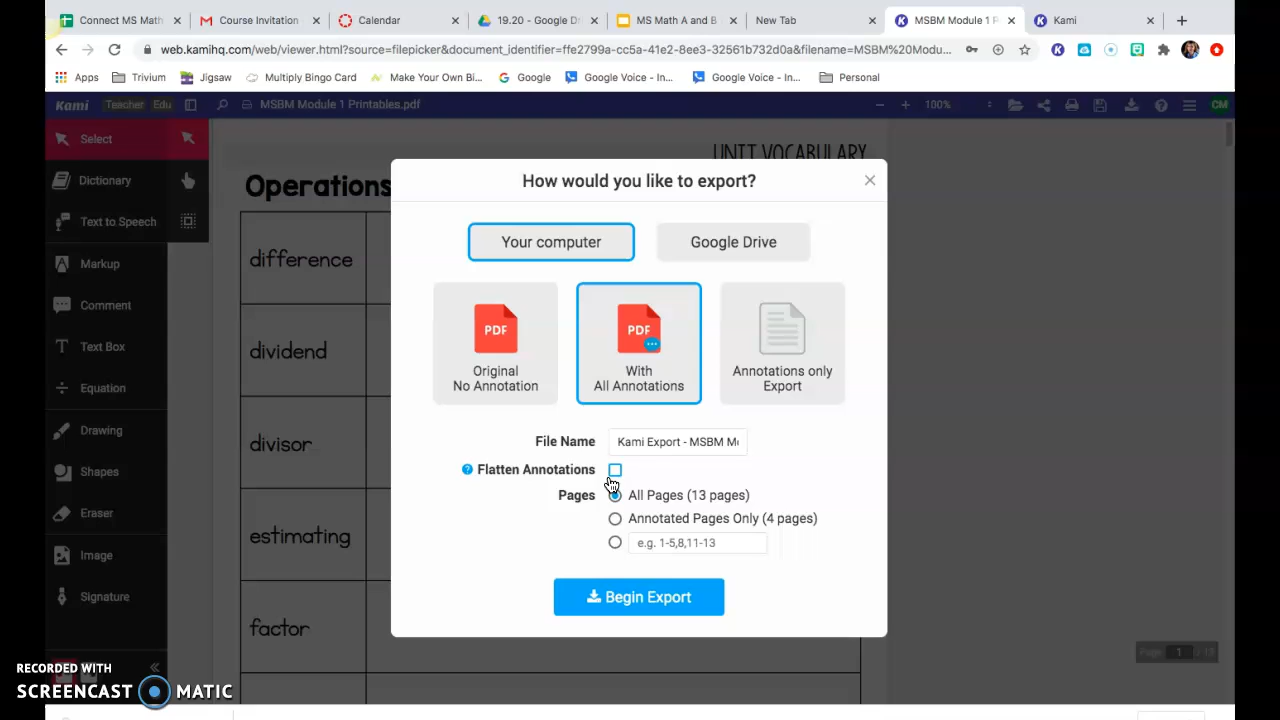 Connect MS Math
Course Invitation
Calendar
19.20 - Google D
MS Math A and B
New Tab
MSBM Module 1 P
Kami
web.kamihq.com/web/viewer.html?source=filepicker&document_identifier=ffe2799a-cc5a-41e2-8ee3-32561b732d0a&filename=MSBM%20Modu...
Apps
Trivium
Jigsaw
Multiply Bingo Card
Make Your Own Bi...
Google
Google Voice - In...
Google Voice - In...
Personal
Kami
Teacher
Edu
MSBM Module 1 Printables.pdf
100%
CM
Select
Dictionary
Text to Speech
Markup
Comment
Text Box
Equation
Drawing
Shapes
Eraser
Image
Signature
UNIT VOCABULARY
Operations
difference
dividend
divisor
estimating
factor
How would you like to export?
Your computer
Google Drive
PDF
Original
No Annotation
PDF
With
All Annotations
Annotations only
Export
File Name
Kami Export - MSBM M
Flatten Annotations
Pages
All Pages (13 pages)
Annotated Pages Only (4 pages)
e.g. 1-5,8,11-13
Begin Export
Page 1 / 13
RECORDED WITH
SCREENCAST MATIC